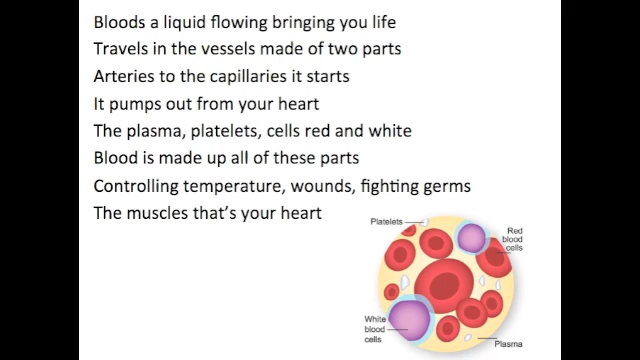 Bloods a liquid flowing bringing you life
Travels in the vessels made of two parts
Arteries to the capillaries it starts
It pumps out from your heart
The plasma, platelets, cells red and white
Blood is made up all of these parts
Controlling temperature, wounds, fighting germs
The muscles that's your heart
Platelets
Red
blood
cells
White
blood
cells
Plasma